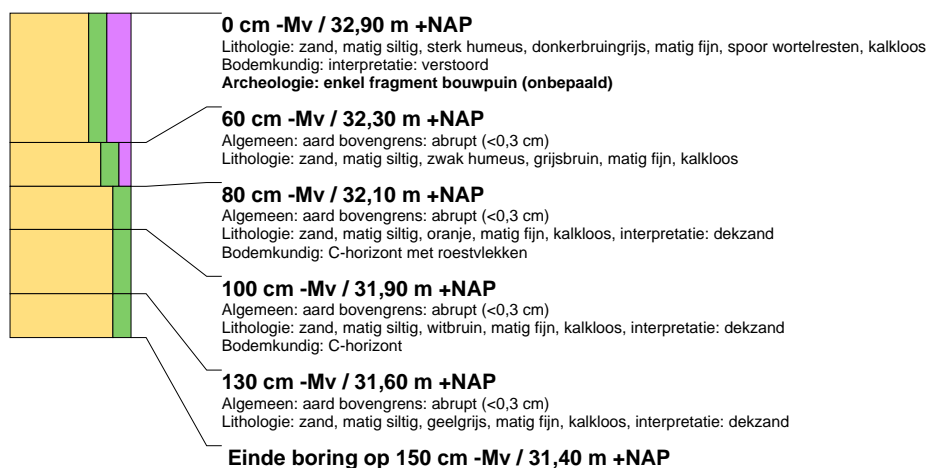 0 cm -Mv / 32,90 m +NAP
Lithologie: zand, matig siltig, sterk humeus, donkerbruingrijs, matig fijn, spoor wortelresten, kalkloos
Bodemkundig: interpretatie: verstoord
Archeologie: enkel fragment bouwpuin (onbepaald)
60 cm -Mv / 32,30 m +NAP
Algemeen: aard bovengrens: abrupt (<0,3 cm)
Lithologie: zand, matig siltig, zwak humeus, grijsbruin, matig fijn, kalkloos
80 cm -Mv / 32,10 m +NAP
Algemeen: aard bovengrens: abrupt (<0,3 cm)
Lithologie: zand, matig siltig, oranje, matig fijn, kalkloos, interpretatie: dekzand
Bodemkundig: C-horizont met roestvlekken
100 cm -Mv / 31,90 m +NAP
Algemeen: aard bovengrens: abrupt (<0,3 cm)
Lithologie: zand, matig siltig, witbruin, matig fijn, kalkloos, interpretatie: dekzand
Bodemkundig: C-horizont
130 cm -Mv / 31,60 m +NAP
Algemeen: aard bovengrens: abrupt (<0,3 cm)
Lithologie: zand, matig siltig, geelgrijs, matig fijn, kalkloos, interpretatie: dekzand
Einde boring op 150 cm -Mv / 31,40 m +NAP